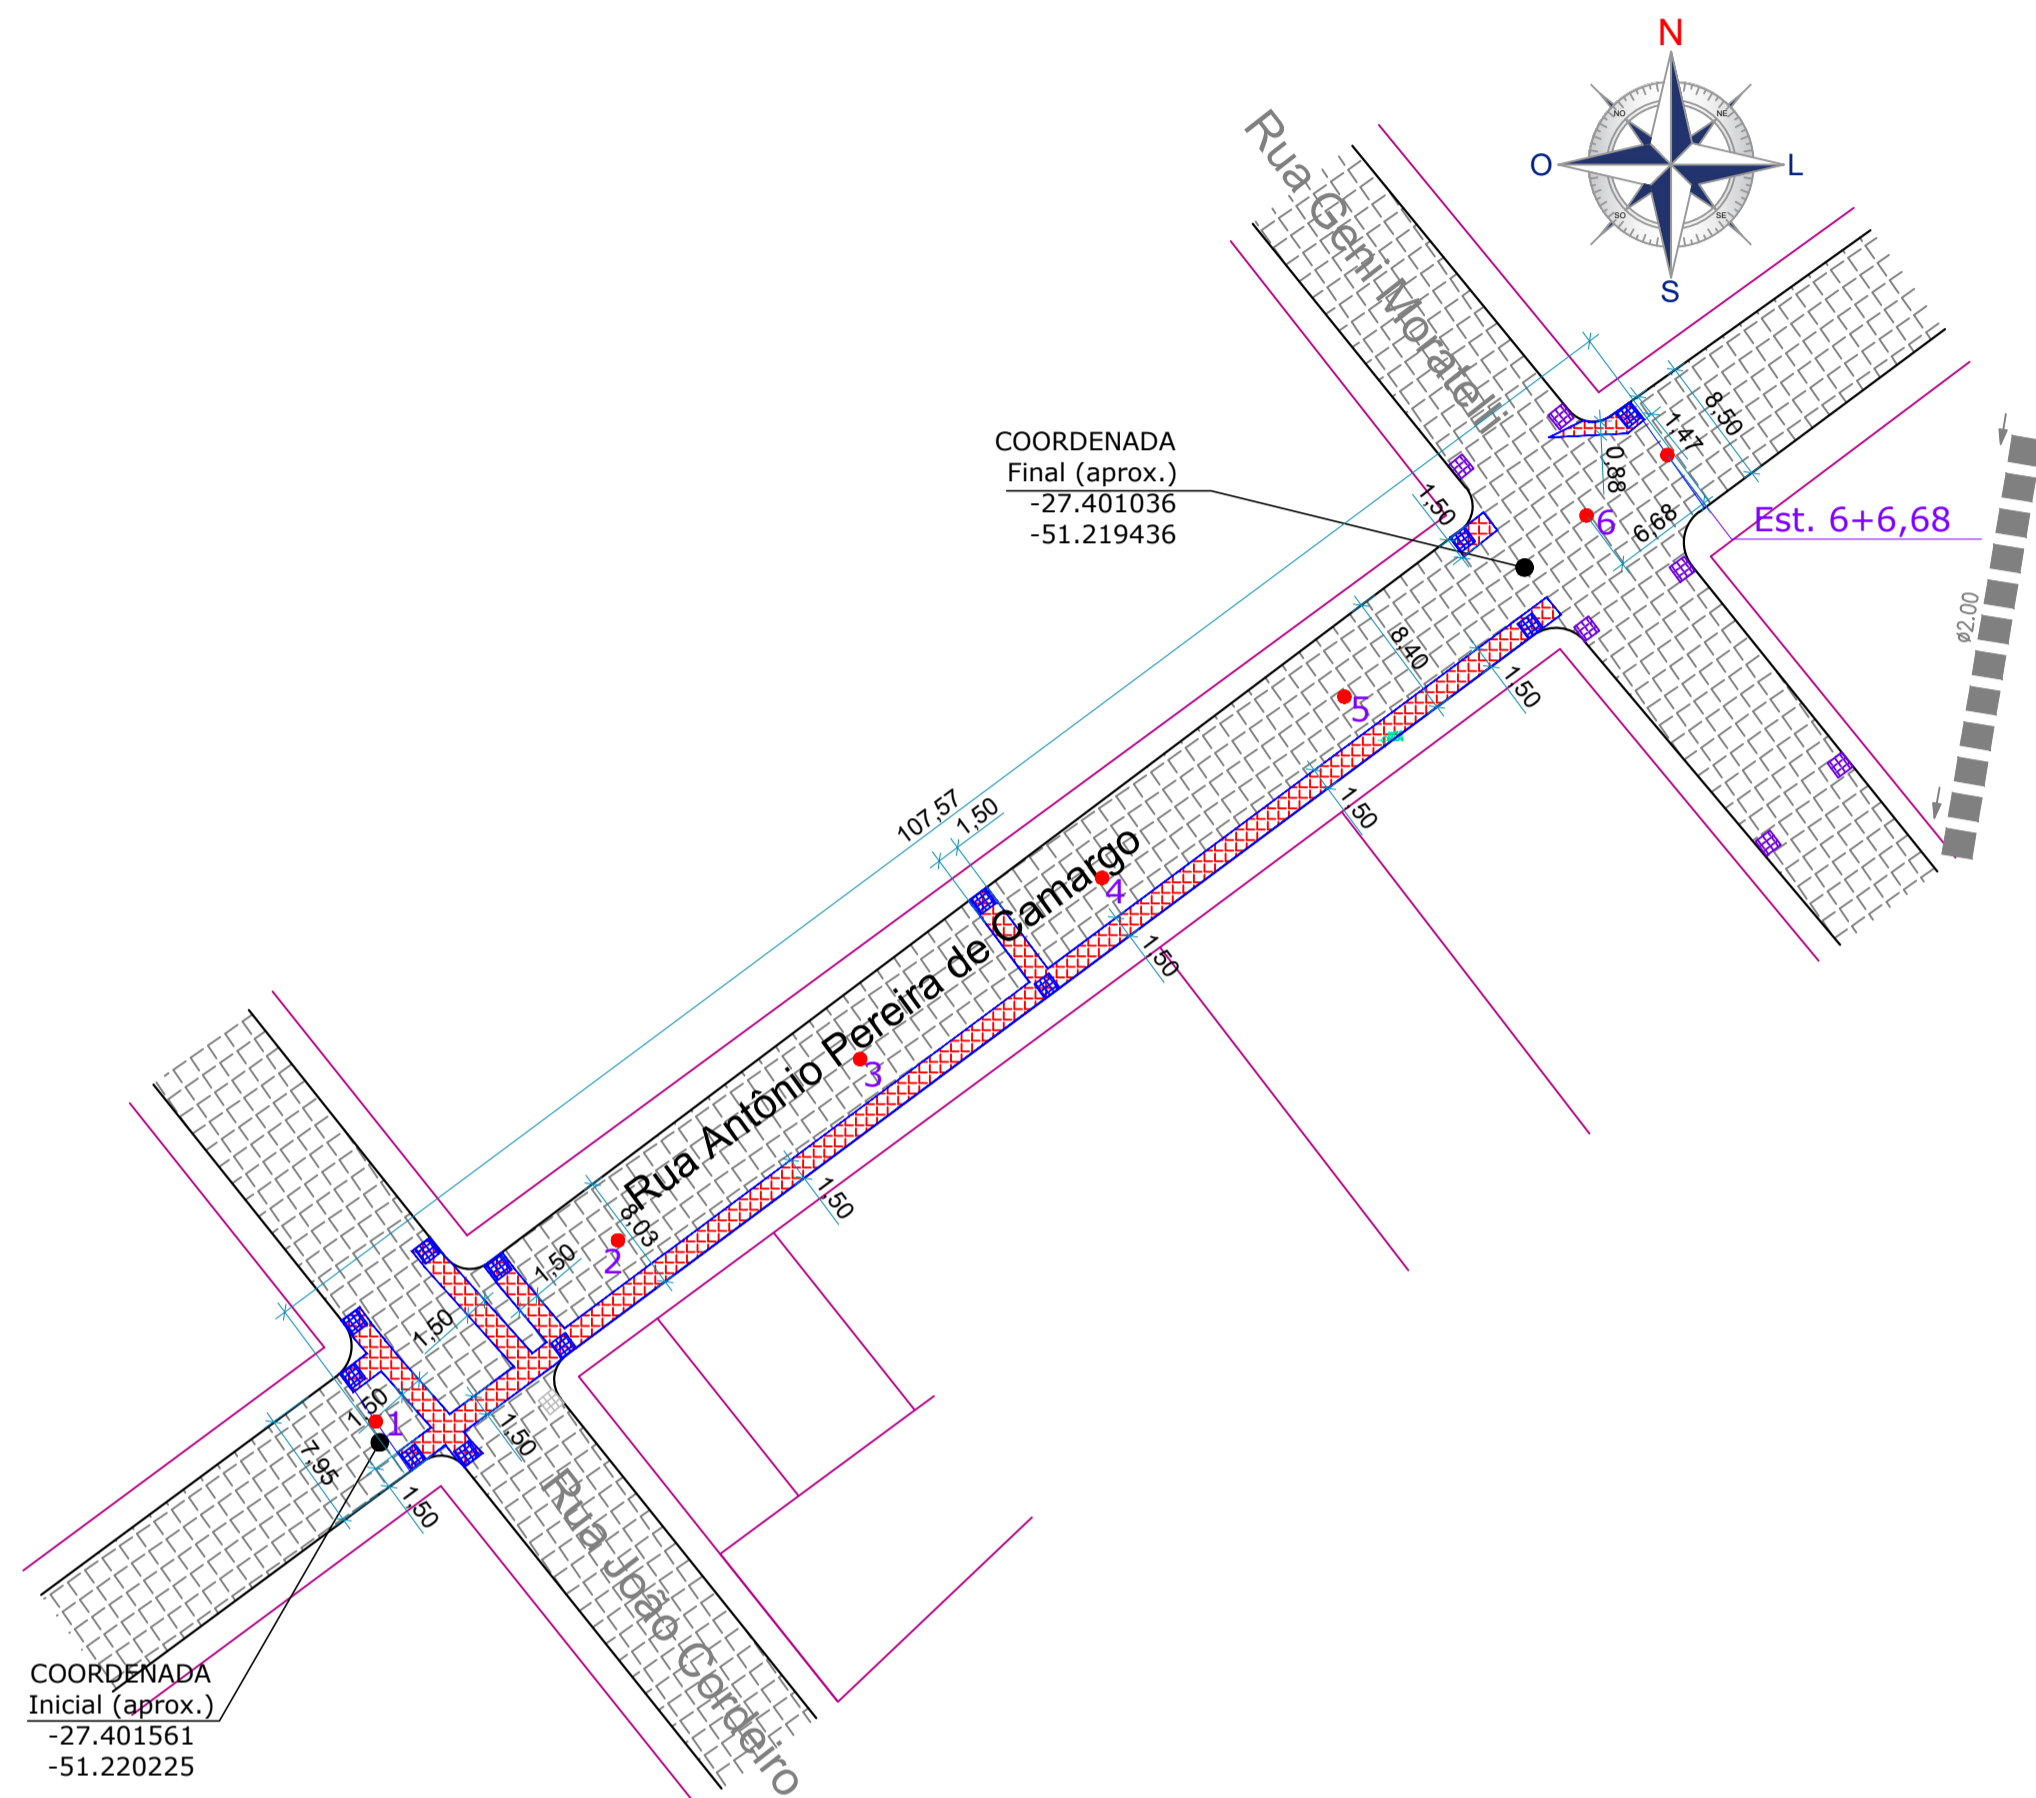 N
NO
NE
O
L
SO
SE
S
Rua Geni Moratelli
8,50
1,47
0,88
COORDENADA
Final (aprox.)
-27.401036
-51.219436
1,50
6
6,68
Est. 6+6,68
ø2.00
8,40
1,50
5
107,57
1,50
1,50
4
Rua Antônio Pereira de Camargo
1,50
3
1,50
8,03
2
1,50
1,50
1,50
1
1,50
7,95
1,50
Rua João Cordeiro
COORDENADA
Inicial (aprox.)
-27.401561
-51.220225